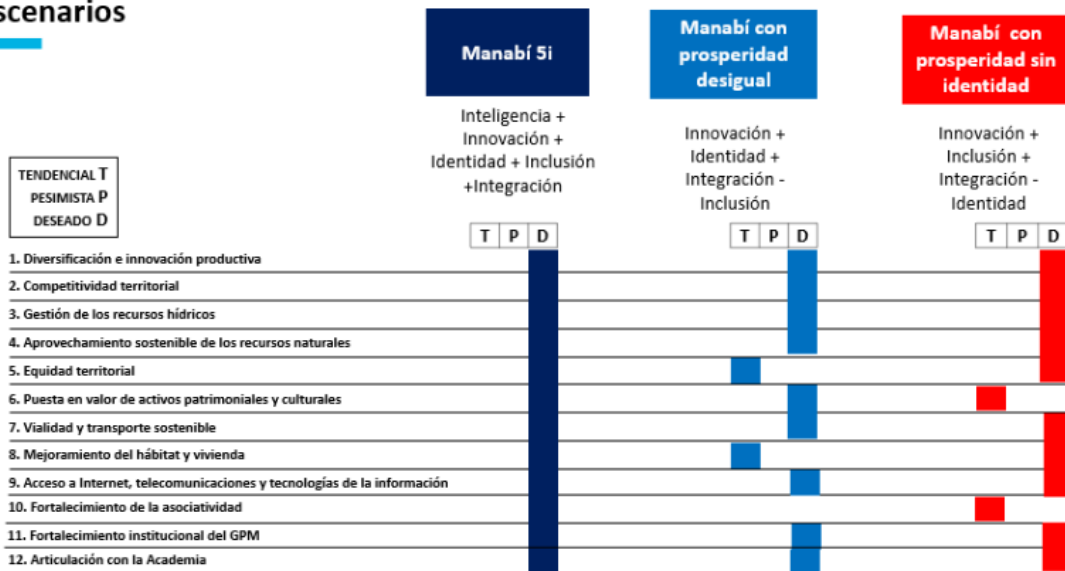 scenarios
Manabí 5i
Manabí con
prosperidad
desigual
Manabí con
prosperidad sin
identidad
Inteligencia +
Innovación +
Identidad + Inclusión
+Integración
Innovación +
Identidad +
Integración -
Inclusión
Innovación +
Inclusión +
Integración -
Identidad
TENDENCIAL T
PESIMISTA P
DESEADO D
T P D
T P D
T P D
1. Diversificación e innovación productiva
2. Competitividad territorial
3. Gestión de los recursos hídricos
4. Aprovechamiento sostenible de los recursos naturales
5. Equidad territorial
6. Puesta en valor de activos patrimoniales y culturales
7. Vialidad y transporte sostenible
8. Mejoramiento del hábitat y vivienda
9. Acceso a Internet, telecomunicaciones y tecnologías de la información
10. Fortalecimiento de la asociatividad
11. Fortalecimiento institucional del GPM
12. Articulación con la Academia